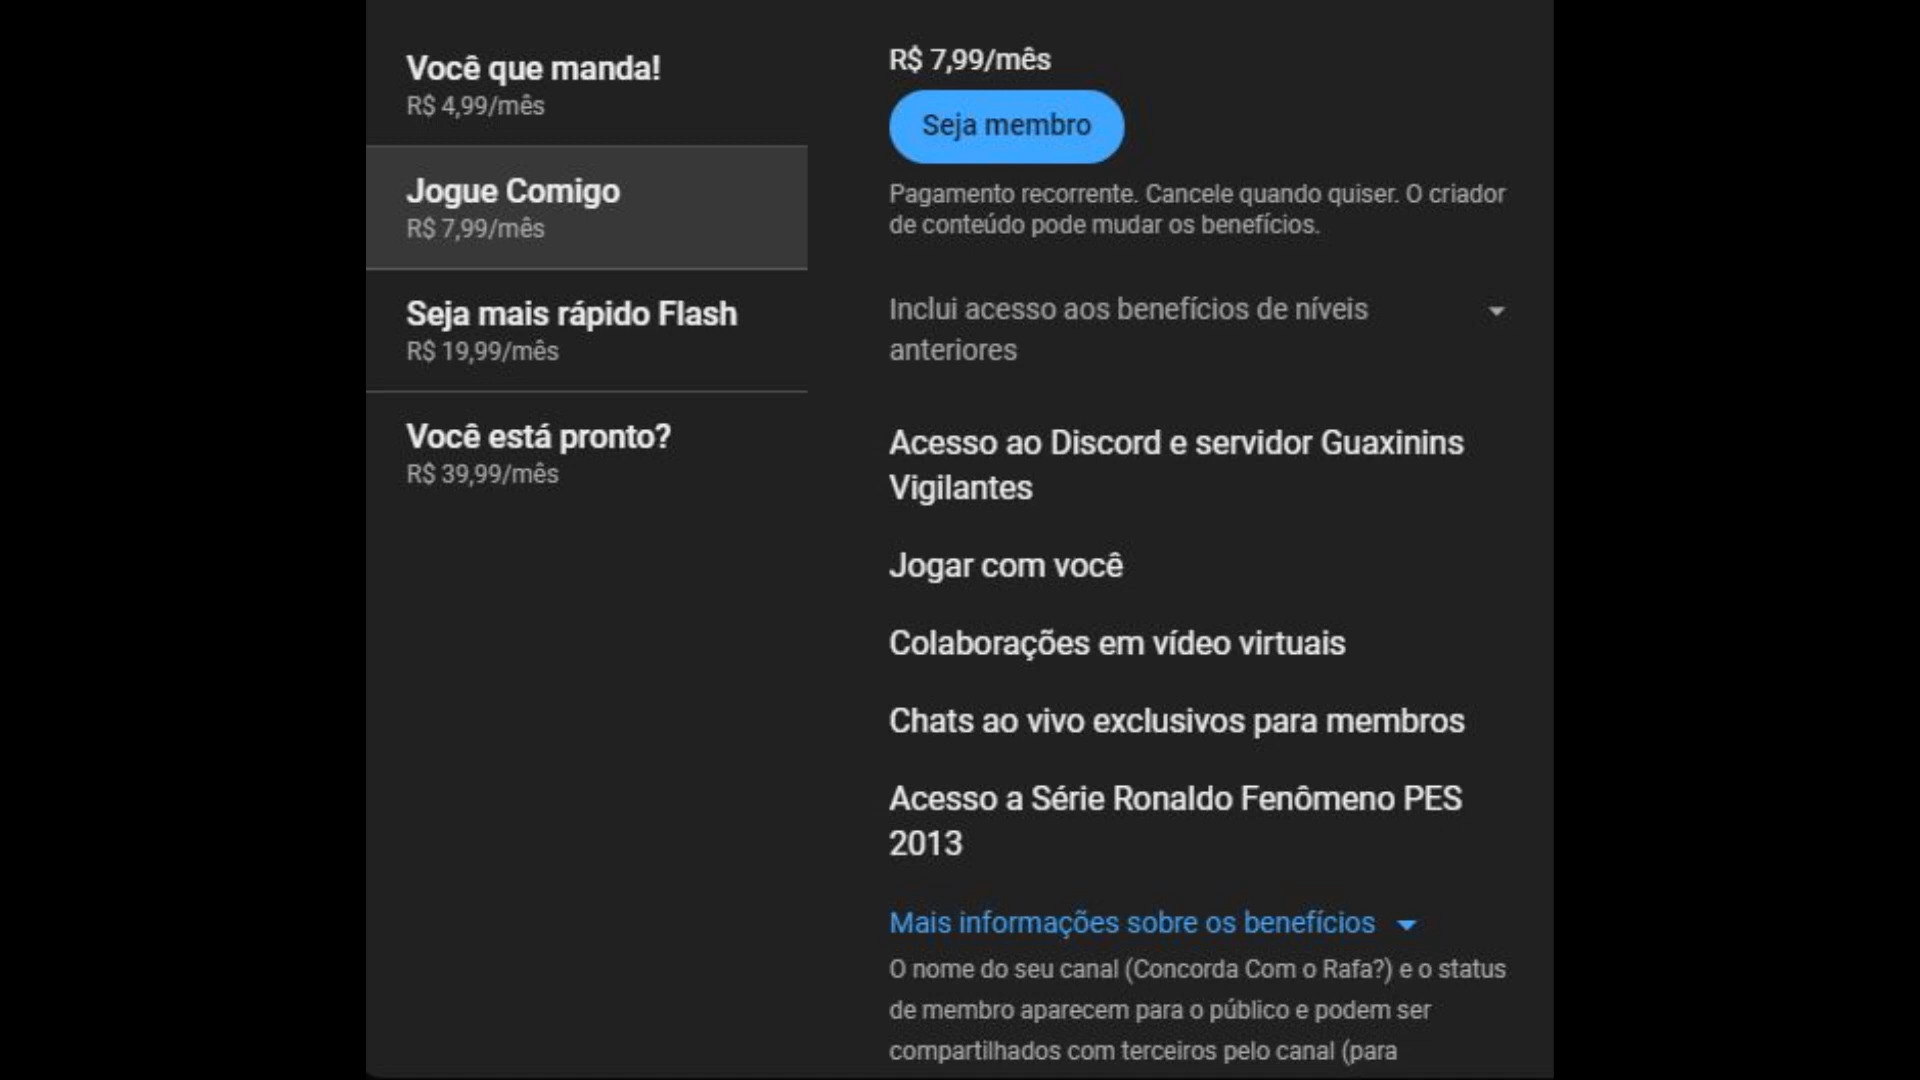 Você que manda!
R$ 4,99/mês
Jogue Comigo
R$ 7,99/mês
Seja mais rápido Flash
R$ 19,99/mês
Você está pronto?
R$ 39,99/mês
R$ 7,99/mês
Seja membro
Pagamento recorrente. Cancele quando quiser. O criador
de conteúdo pode mudar os benefícios.
Inclui acesso aos benefícios de níveis
anteriores
Acesso ao Discord e servidor Guaxinins
Vigilantes
Jogar com você
Colaborações em vídeo virtuais
Chats ao vivo exclusivos para membros
Acesso a Série Ronaldo Fenômeno PES
2013
Mais informações sobre os benefícios
O nome do seu canal (Concorda Com o Rafa?) e o status
de membro aparecem para o público e podem ser
compartilhados com terceiros pelo canal (para